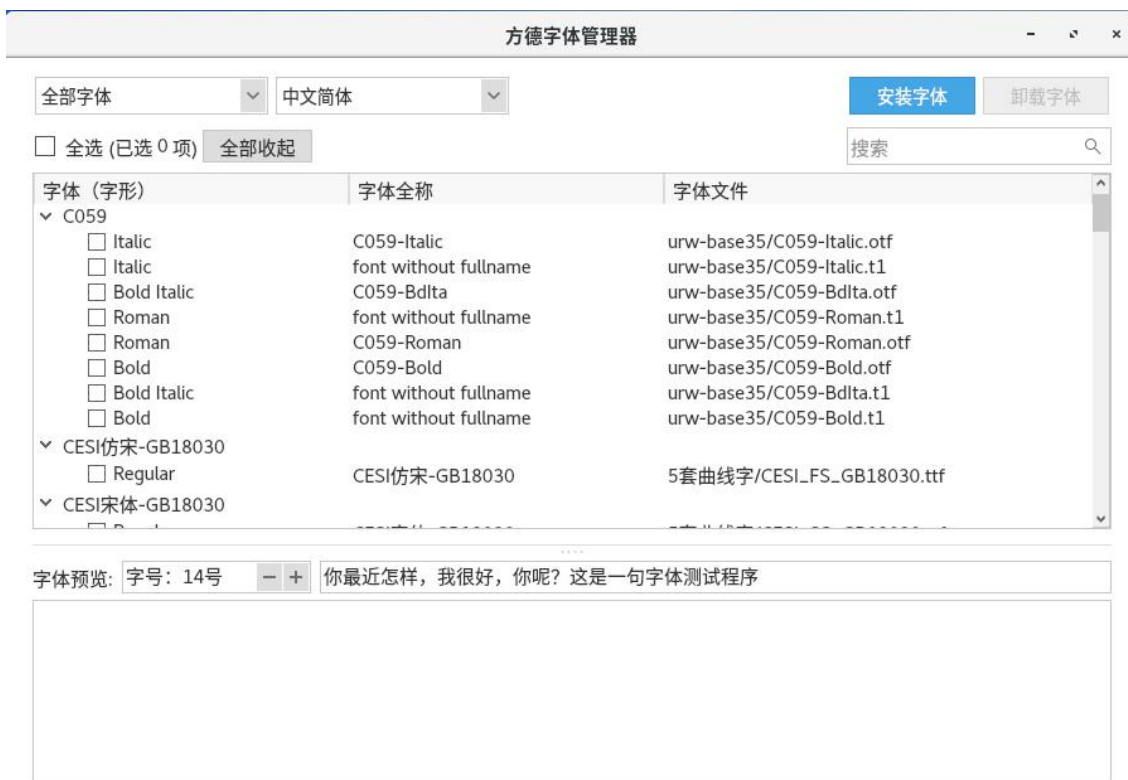 方德字体管理器
全部字体 中文简体 安装字体 卸载字体
全选 (已选 0 项) 全部收起 搜索
字体（字形） 字体全称 字体文件
C059
Italic C059-Italic urw-base35/C059-Italic.otf
Italic font without fullname urw-base35/C059-Italic.t1
Bold Italic C059-BdIta urw-base35/C059-BdIta.otf
Roman font without fullname urw-base35/C059-Roman.t1
Roman C059-Roman urw-base35/C059-Roman.otf
Bold C059-Bold urw-base35/C059-Bold.otf
Bold Italic font without fullname urw-base35/C059-BdIta.t1
Bold font without fullname urw-base35/C059-Bold.t1
CESI仿宋-GB18030
Regular CESI仿宋-GB18030 5套曲线字/CESI_FS_GB18030.ttf
CESI宋体-GB18030
字体预览: 字号：14号 — + 你最近怎样，我很好，你呢？这是一句字体测试程序